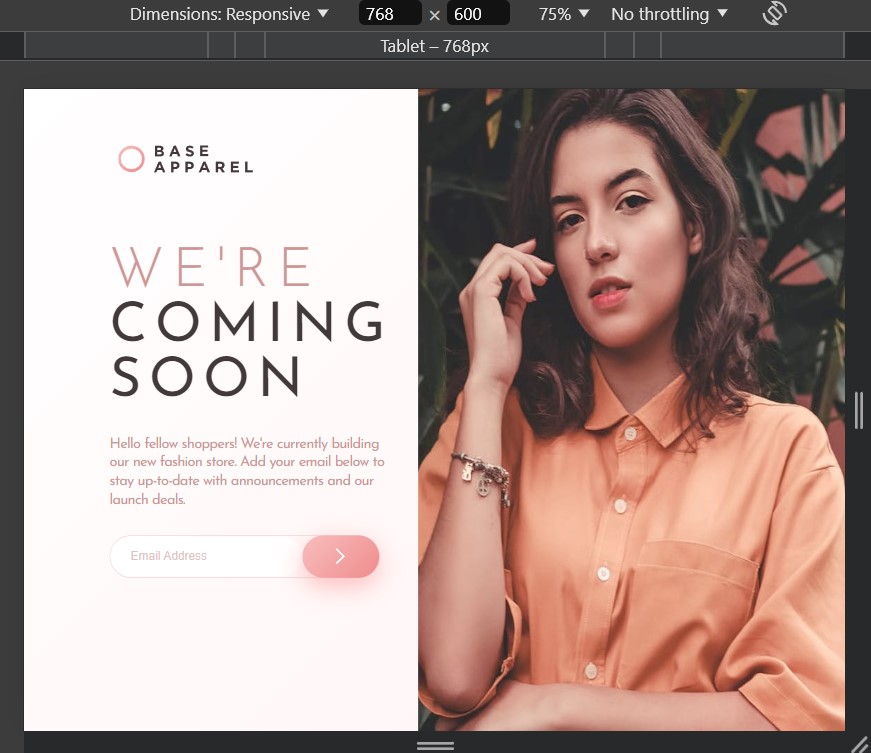 Dimensions: Responsive ▼ 768 × 600 75% ▼ No throttling ▼
Tablet – 768px
BASE
APPAREL
WE'RE
COMING
SOON
Hello fellow shoppers! We're currently building
our new fashion store. Add your email below to
stay up-to-date with announcements and our
launch deals.
Email Address